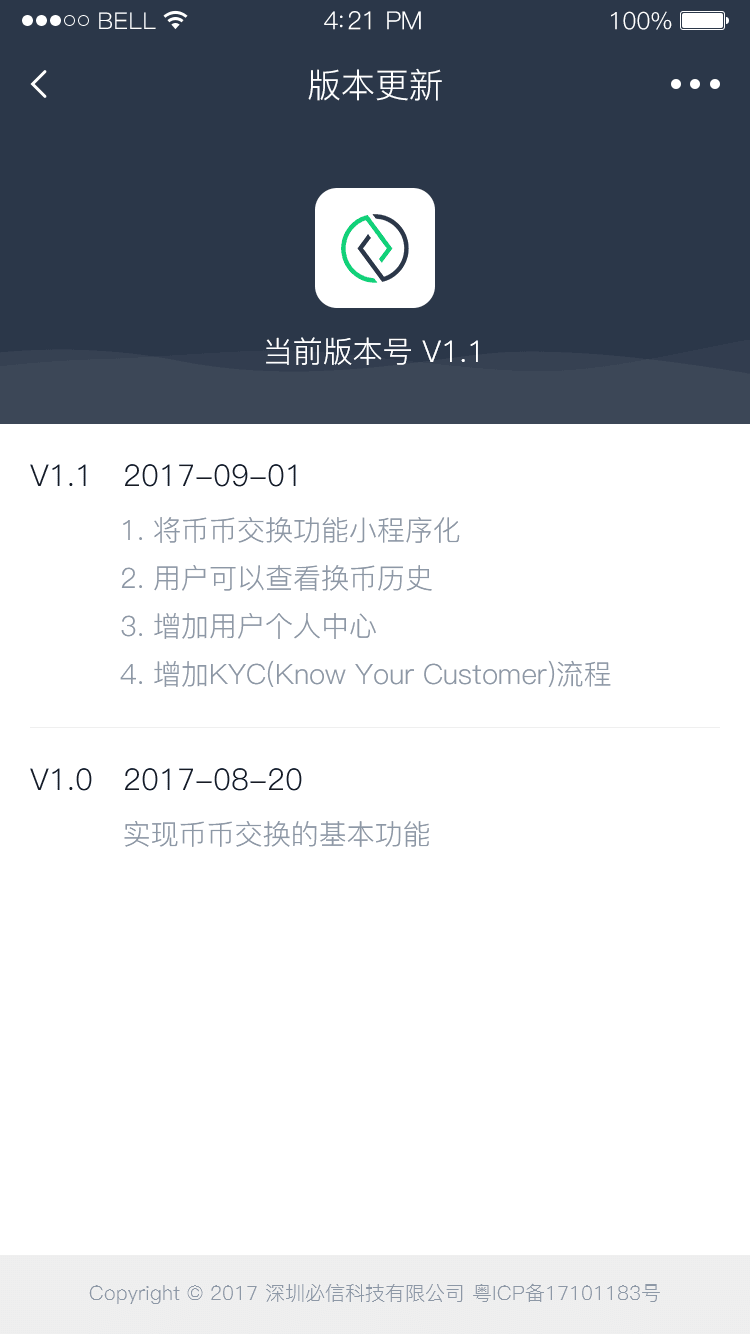 BELL 4:21 PM 100%
版本更新
当前版本号 V1.1
V1.1 2017-09-01
1. 将币币交换功能小程序化
2. 用户可以查看换币历史
3. 增加用户个人中心
4. 增加KYC(Know Your Customer)流程
V1.0 2017-08-20
实现币币交换的基本功能
Copyright © 2017 深圳必信科技有限公司 粤ICP备17101183号